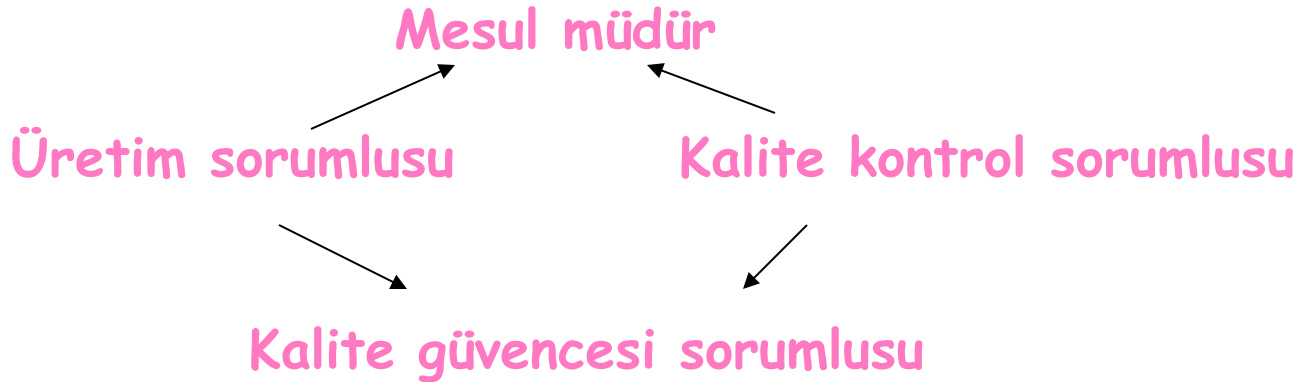 Mesul müdür
Üretim sorumlusu
Kalite kontrol sorumlusu
Kalite güvencesi sorumlusu